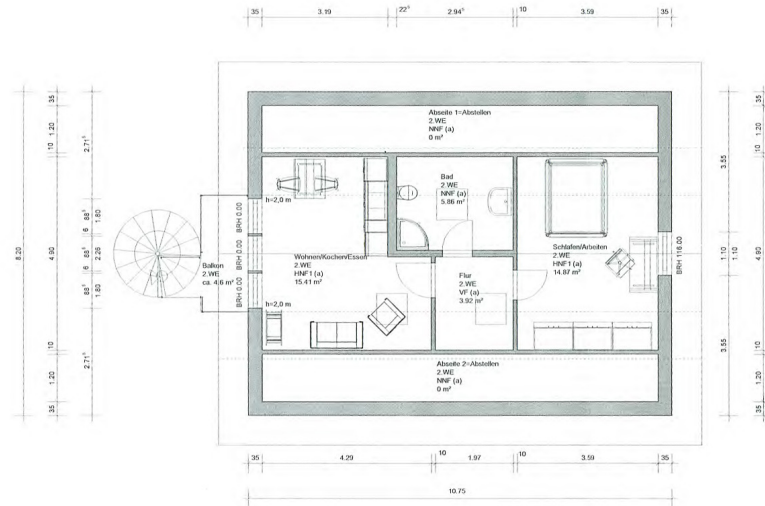 35 3.19 22⁵ 2.94⁵ 10 3.59 35
Abseite 1=Abstellen
2.WE
NNF (a)
0 m²
Bad
2.WE
NNF (a)
5.86 m²
h=2,0 m
Wohnen/Kochen/Essen
2.WE
HNF1 (a)
15.41 m²
Schlafen/Arbeiten
2.WE
HNF1 (a)
14.87 m²
Flur
2.WE
VF (a)
3.92 m²
Balkon
2.WE
ca. 4.6 m²
h=2,0 m
BRH 0.00
BRH 0.00
BRH 0.00
BRH 116.00
Abseite 2=Abstellen
2.WE
NNF (a)
0 m²
8.20
35 1.20 10 4.90 10 1.20 35
2.71⁵ 88⁵ 1.80 6 88⁵ 2.26 6 88⁵ 1.80 2.71⁵
3.55 1.10 1.10 3.55
35 1.20 10 4.90 10 1.20 35
35 4.29 10 1.97 10 3.59 35
10.75